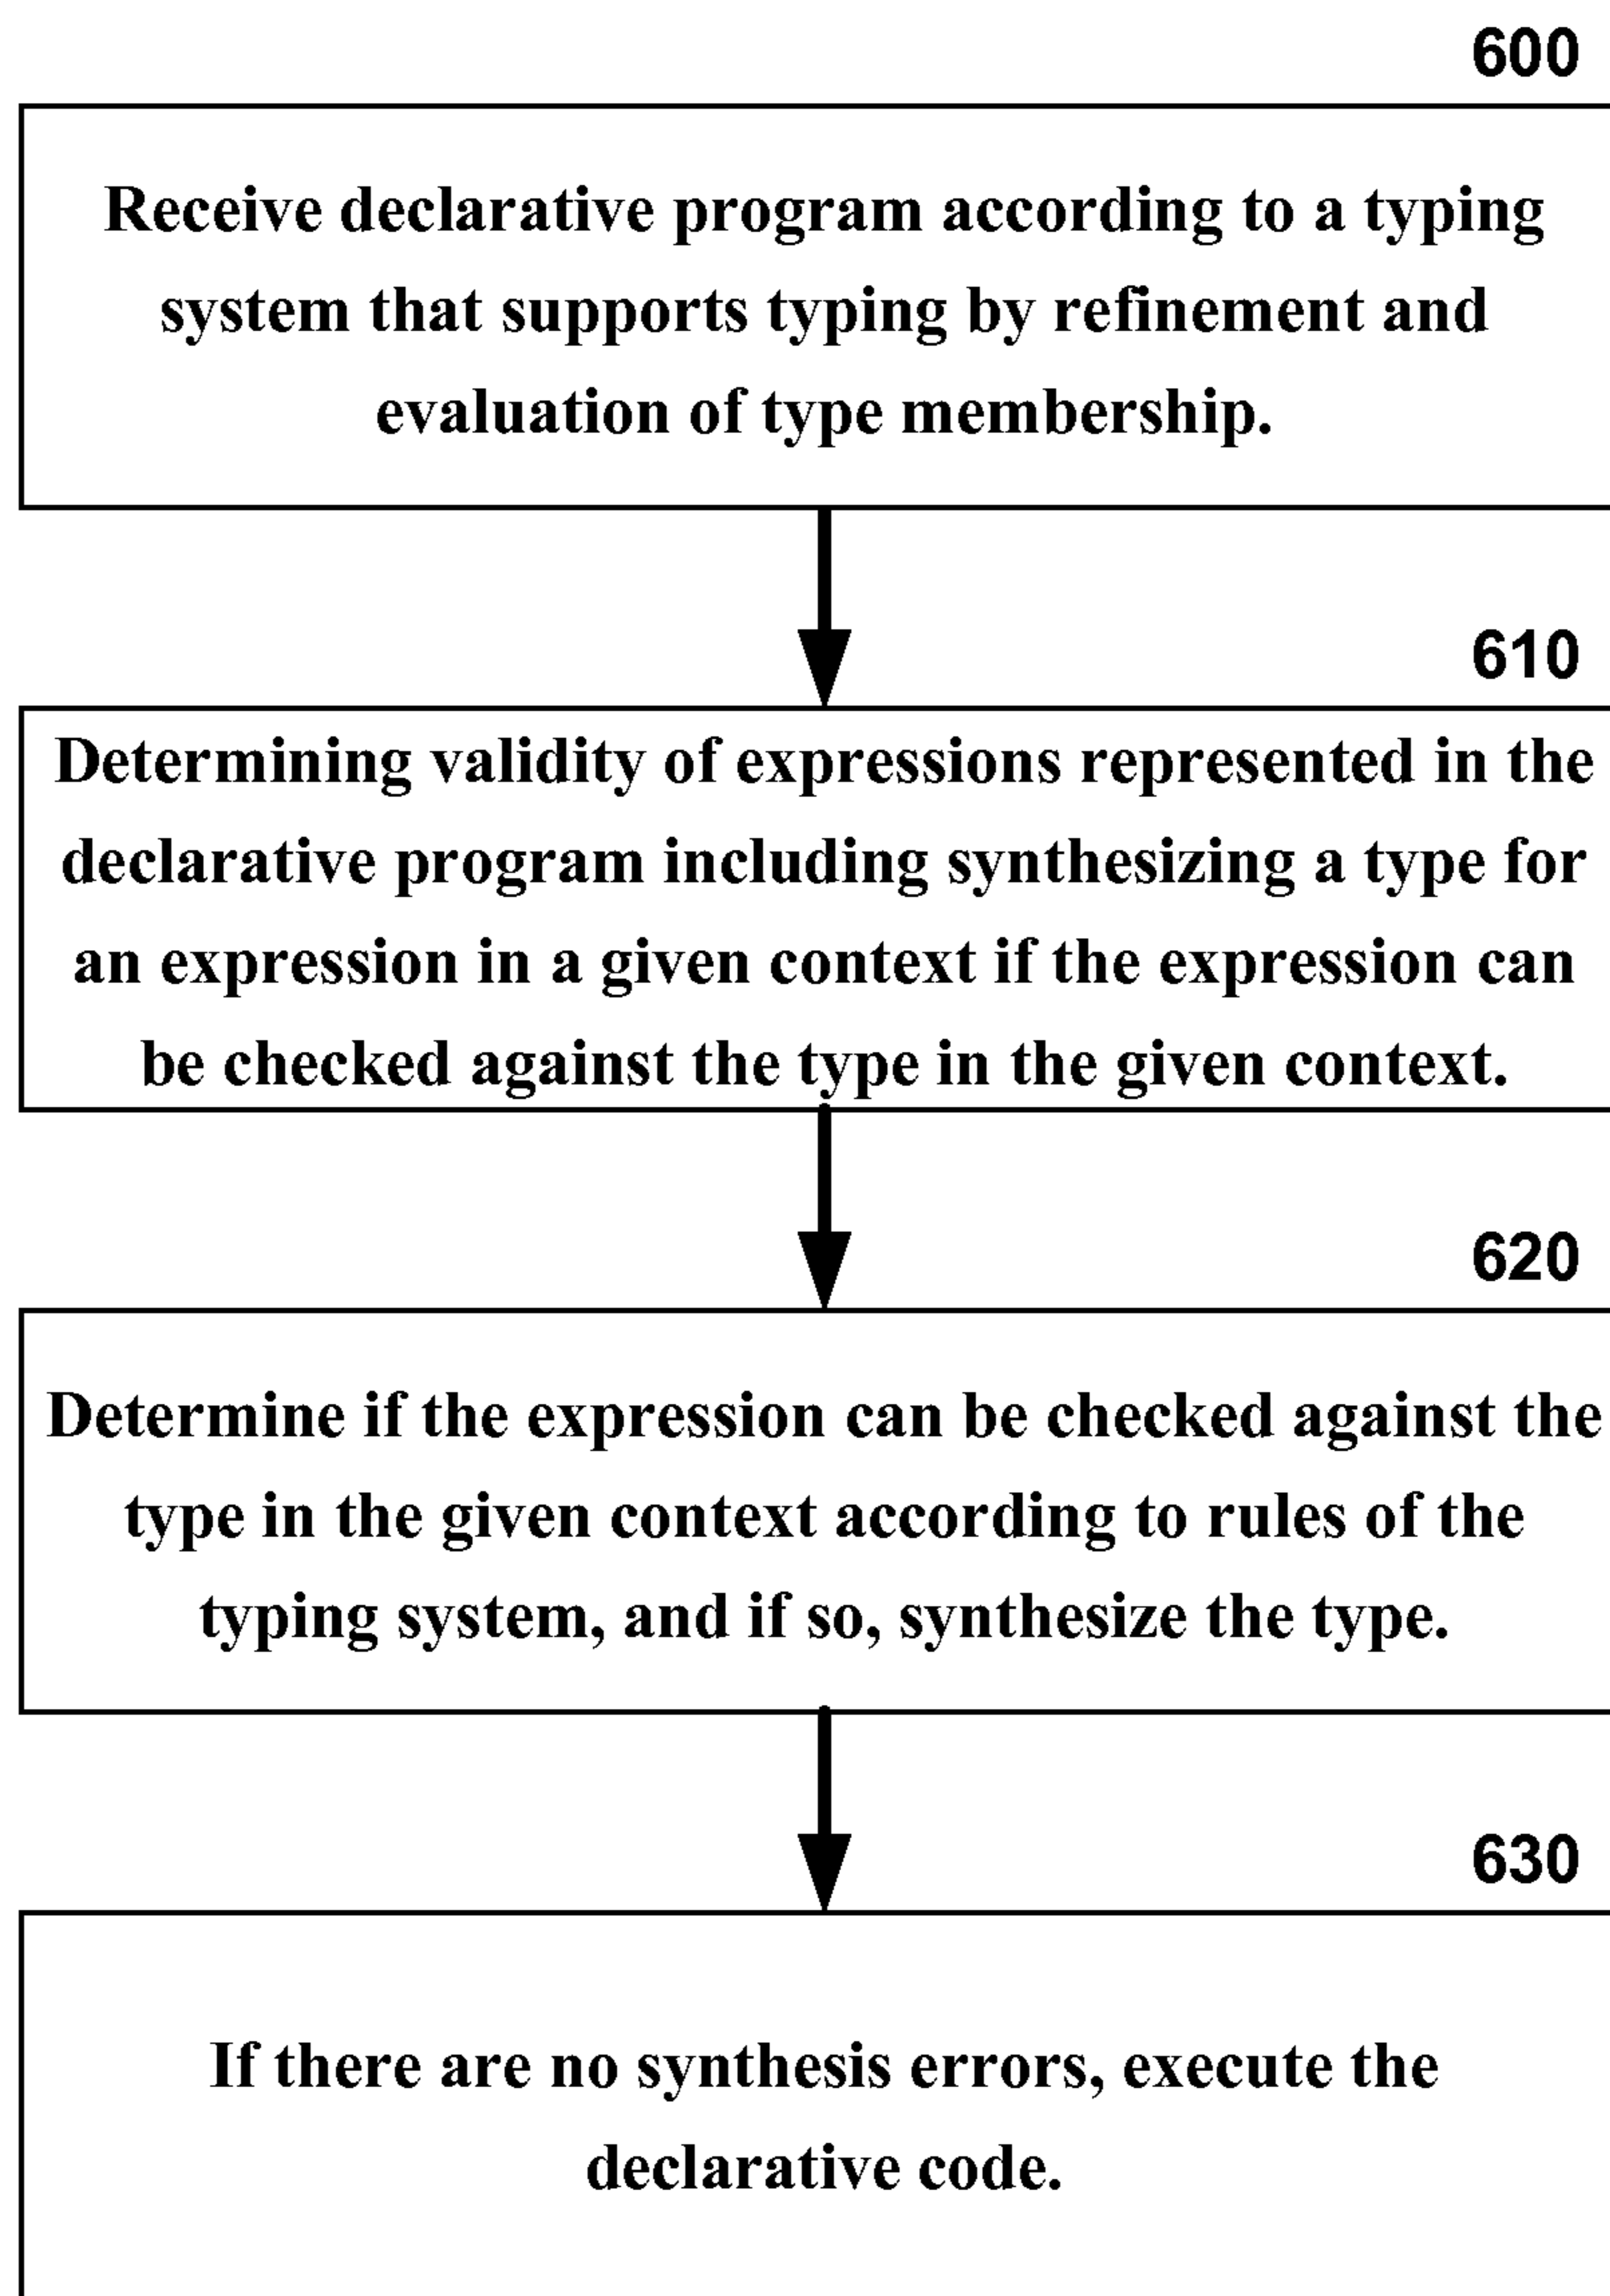 600
Receive declarative program according to a typing
system that supports typing by refinement and
evaluation of type membership.
610
Determining validity of expressions represented in the
declarative program including synthesizing a type for
an expression in a given context if the expression can
be checked against the type in the given context.
620
Determine if the expression can be checked against the
type in the given context according to rules of the
typing system, and if so, synthesize the type.
630
If there are no synthesis errors, execute the
declarative code.